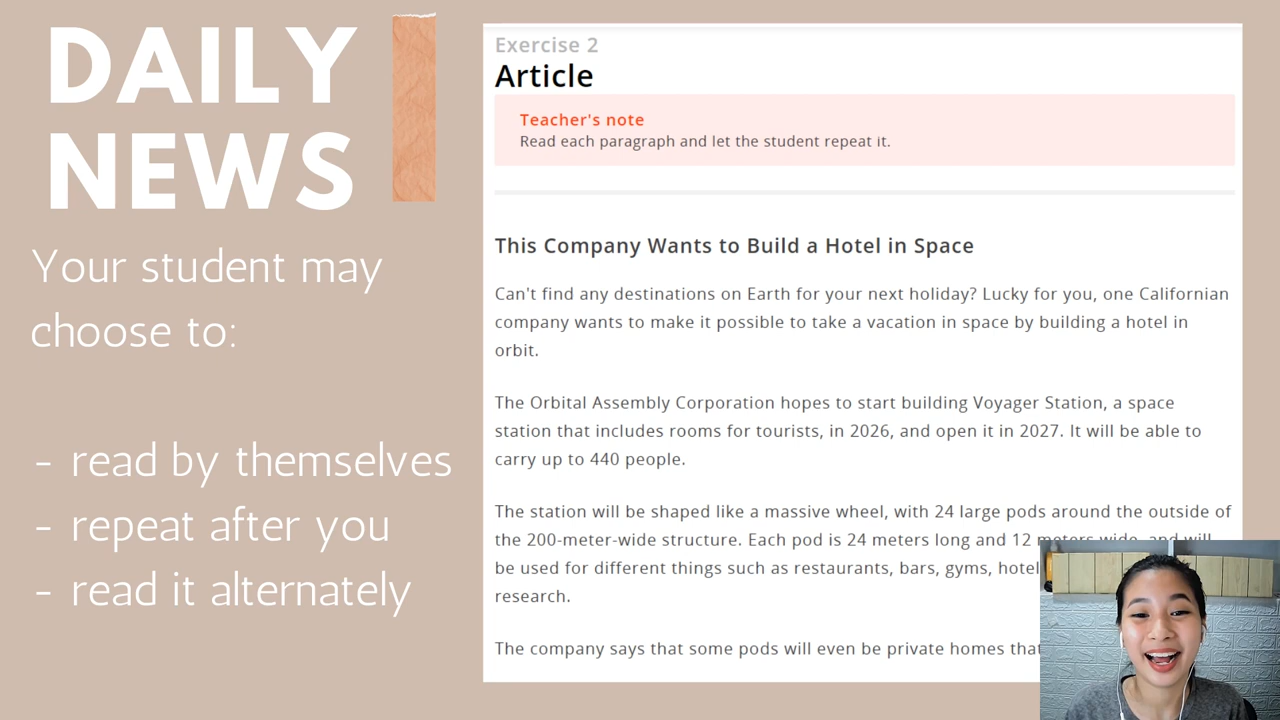 DAILY
NEWS
Your student may
choose to:
- read by themselves
- repeat after you
- read it alternately
Exercise 2
Article
Teacher's note
Read each paragraph and let the student repeat it.
This Company Wants to Build a Hotel in Space
Can't find any destinations on Earth for your next holiday? Lucky for you, one Californian
company wants to make it possible to take a vacation in space by building a hotel in
orbit.
The Orbital Assembly Corporation hopes to start building Voyager Station, a space
station that includes rooms for tourists, in 2026, and open it in 2027. It will be able to
carry up to 440 people.
The station will be shaped like a massive wheel, with 24 large pods around the outside of
the 200-meter-wide structure. Each pod is 24 meters long and 12 meters wide, and will
be used for different things such as restaurants, bars, gyms, hotel
research.
The company says that some pods will even be private homes that